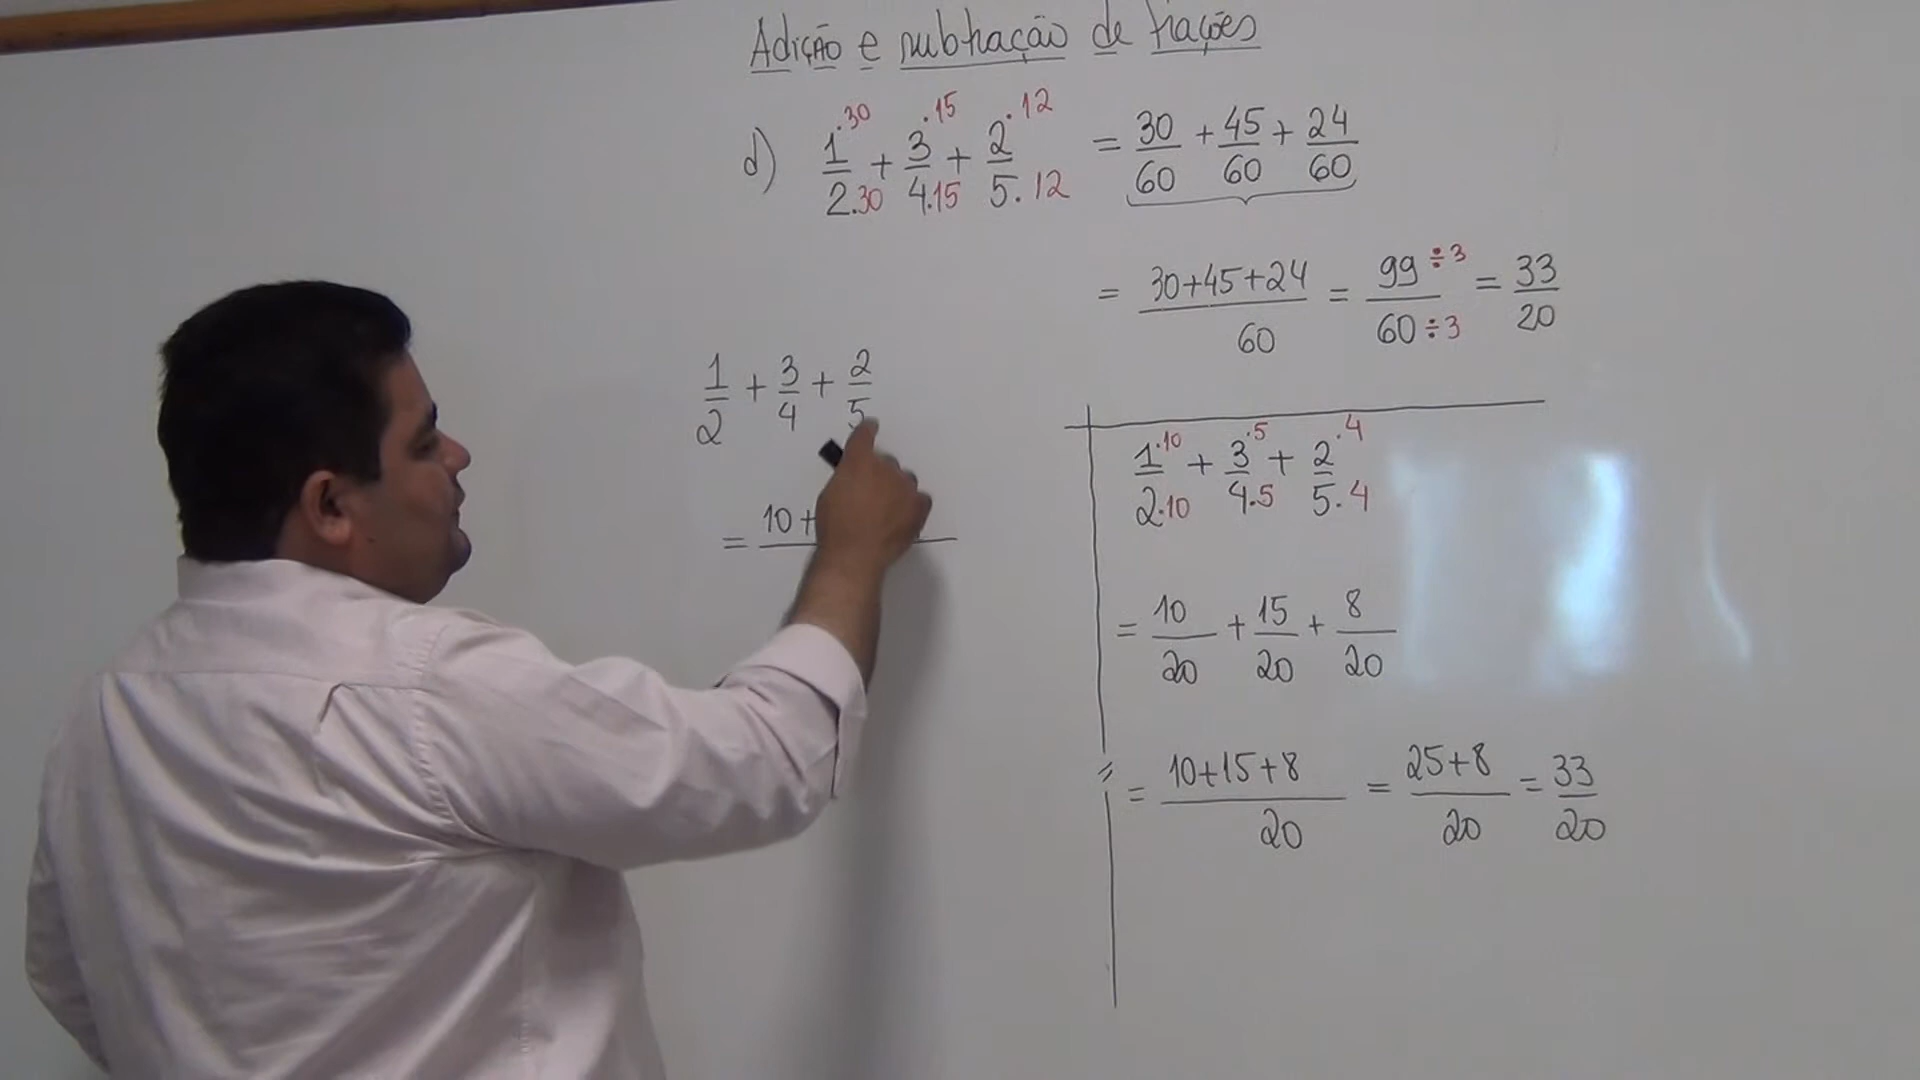 Adição e subtração de frações
d) 1·30/2·30 + 3·15/4·15 + 2·12/5·12 = 30/60 + 45/60 + 24/60
= 30+45+24/60 = 99÷3/60÷3 = 33/20
1/2 + 3/4 + 2/5
= 10+
1·10/2·10 + 3·5/4·5 + 2·4/5·4
= 10/20 + 15/20 + 8/20
= 10+15+8/20 = 25+8/20 = 33/20